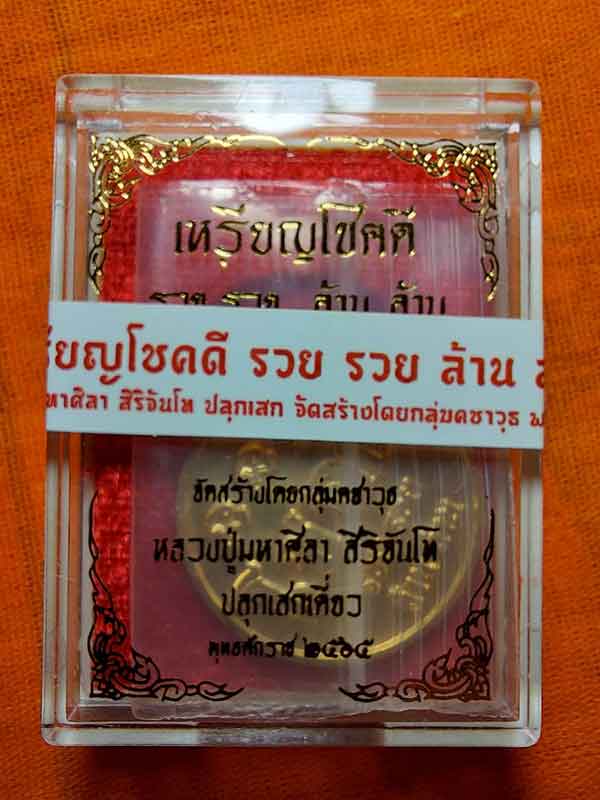 เหรียญโชคดี
รวย รวย ล้าน ล้าน
รียญโชคดี รวย รวย ล้าน
หาศิลา สิริจันโท ปลุกเสก จัดสร้างโดยกลุ่มคชาวุธ
จัดสร้างโดยกลุ่มคชาวุธ
หลวงปู่มหาศิลา สิริจันโท
ปลุกเสกเดี่ยว
พุทธศักราช ๒๕๖๕